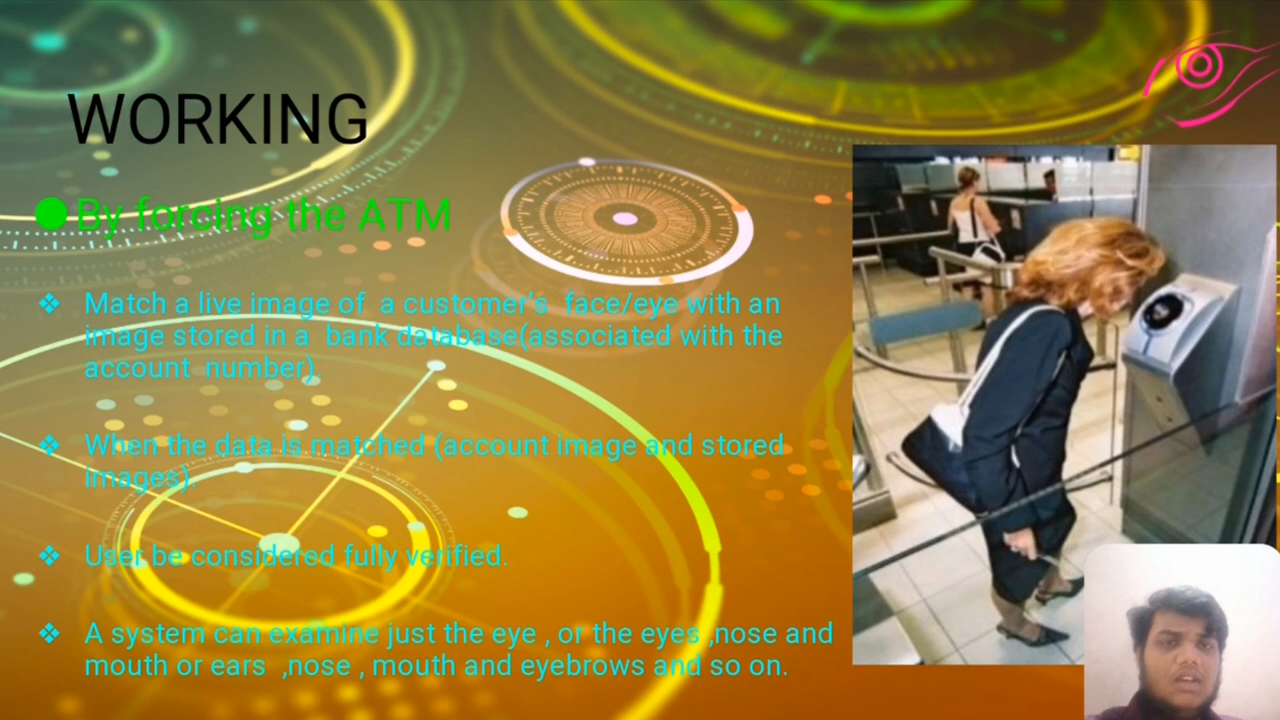 WORKING
By forcing the ATM
❖ Match a live image of a customer's face/eye with an
image stored in a bank database(associated with the
account number).
❖ When the data is matched (account image and stored
images)
❖ User be considered fully verified.
❖ A system can examine just the eye , or the eyes ,nose and
mouth or ears ,nose , mouth and eyebrows and so on.